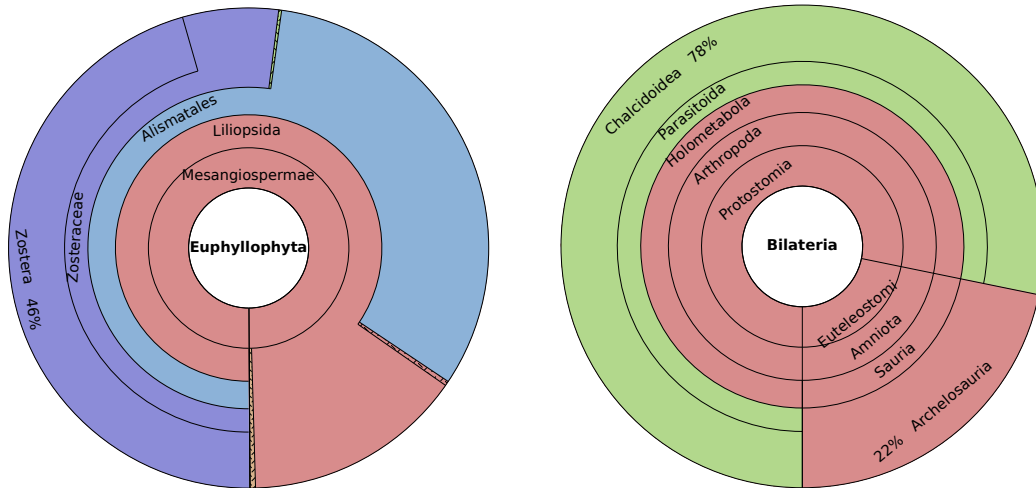 Alismatales
Liliopsida
Mesangiospermae
Euphyllophyta
Zosteraceae
Zostera 46%
Chalcidoidea 78%
Parasitoida
Holometabola
Arthropoda
Protostomia
Bilateria
Euteleostomi
Amniota
Sauria
22% Archelosauria